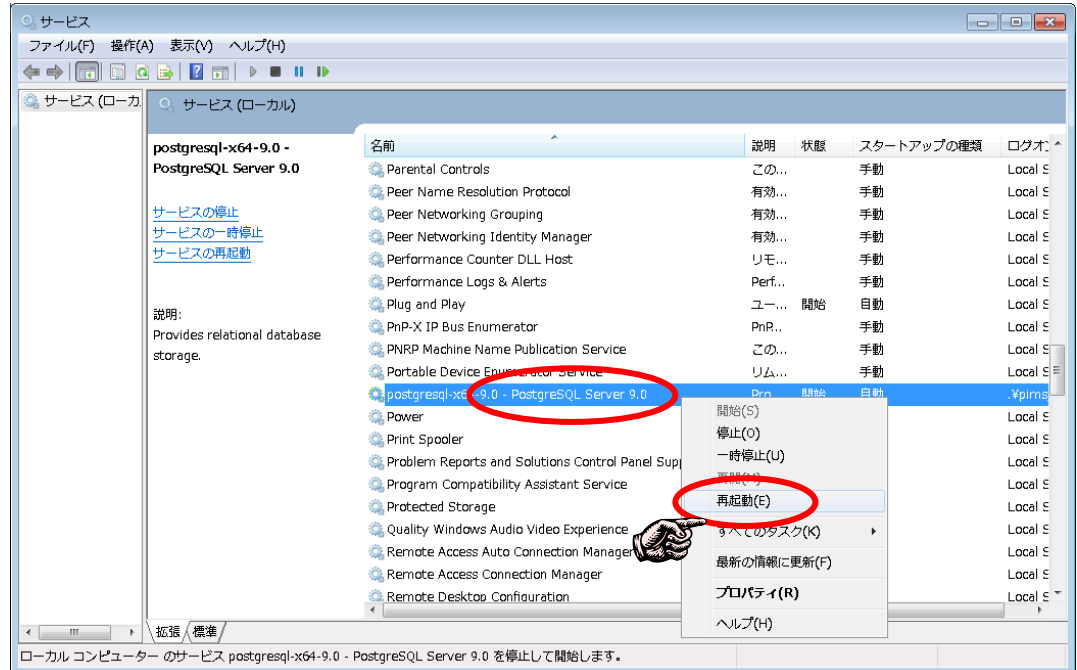 サービス
ファイル(F) 操作(A) 表示(V) ヘルプ(H)
サービス (ローカ
サービス (ローカル)
postgresql-x64-9.0 -
PostgreSQL Server 9.0
サービスの停止
サービスの一時停止
サービスの再起動
説明:
Provides relational database
storage.
名前 説明 状態 スタートアップの種類 ログオン
Parental Controls この... 手動 Local S
Peer Name Resolution Protocol 有効... 手動 Local S
Peer Networking Grouping 有効... 手動 Local S
Peer Networking Identity Manager 有効... 手動 Local S
Performance Counter DLL Host リモ... 手動 Local S
Performance Logs & Alerts Perf... 手動 Local S
Plug and Play ユー... 開始 自動 Local S
PnP-X IP Bus Enumerator PnP... 手動 Local S
PNRP Machine Name Publication Service この... 手動 Local S
Portable Device Enumerator Service リム... 手動 Local S
postgresql-x64-9.0 - PostgreSQL Server 9.0 Pro 開始 自動 .¥pims
Power Local S
Print Spooler Local S
Problem Reports and Solutions Control Panel Supp Local S
Program Compatibility Assistant Service Local S
Protected Storage Local S
Quality Windows Audio Video Experience Local S
Remote Access Auto Connection Manager Local S
Remote Access Connection Manager Local S
Remote Desktop Configuration Local S
開始(S)
停止(O)
一時停止(U)
再開(M)
再起動(E)
すべてのタスク(K)
最新の情報に更新(F)
プロパティ(R)
ヘルプ(H)
拡張 標準
ローカル コンピューター のサービス postgresql-x64-9.0 - PostgreSQL Server 9.0 を停止して開始します。